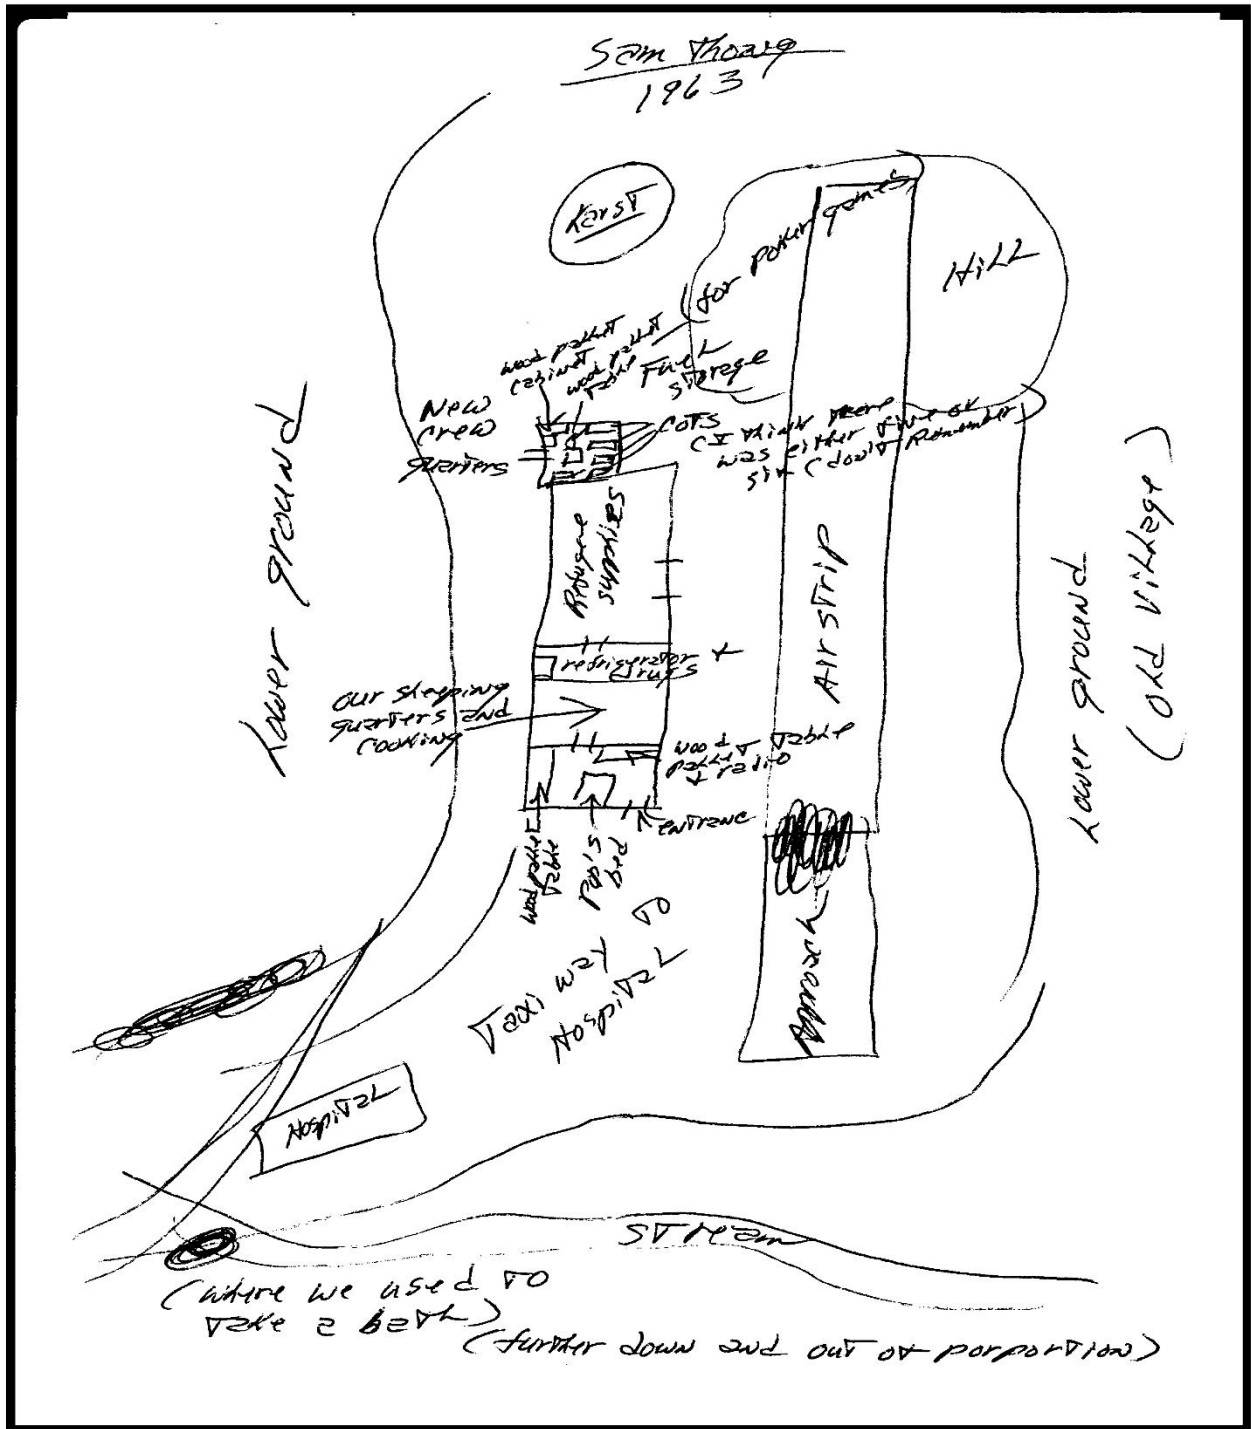 Sam Thong
1963
Karst
Hill
(for poker games)
wood pallet
cabinet
wood pallet
table
Fuel
storage
New
crew
quarters
cots
(I think there
was either five or
six (don't remember)
Lower ground
Refugee
supplies
Airstrip
Lower ground
(old village)
refrigerator +
drugs
our sleeping
quarters and
cooking
wood
pallet table
+ radio
entrance
wood pallet
table
Pop's
bed
Taxi way to
Hospital
Approach
Hospital
Stream
(where we used to
take a bath)
(further down and out of porportion)